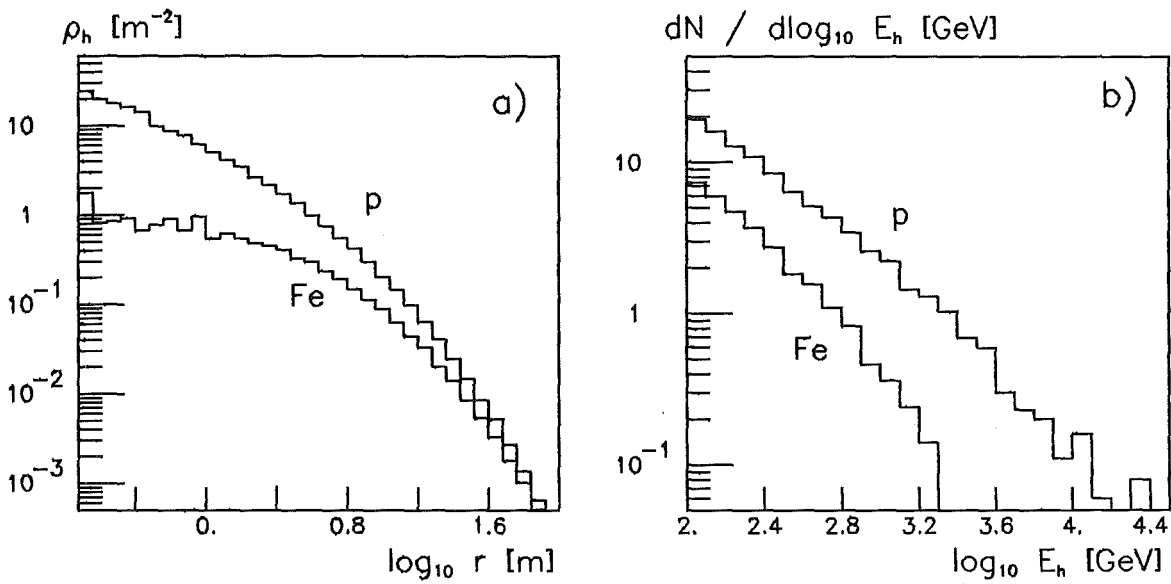 ρₕ [m⁻²]
a)
10
1
10⁻¹
10⁻²
10⁻³
p
Fe
0. 0.8 1.6
log₁₀ r [m]
dN / dlog₁₀ Eₕ [GeV]
b)
10
1
10⁻¹
p
Fe
2. 2.4 2.8 3.2 3.6 4. 4.4
log₁₀ Eₕ [GeV]